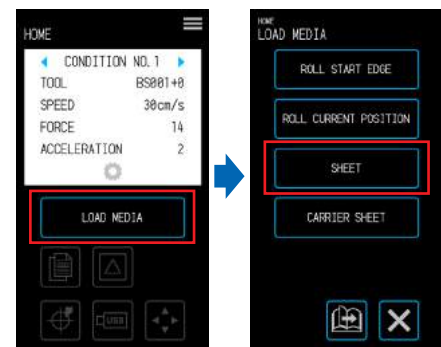 HOME
CONDITION NO. 1
TOOL BS001+0
SPEED 30cm/s
FORCE 14
ACCELERATION 2
LOAD MEDIA
USB
HOME
LOAD MEDIA
ROLL START EDGE
ROLL CURRENT POSITION
SHEET
CARRIER SHEET